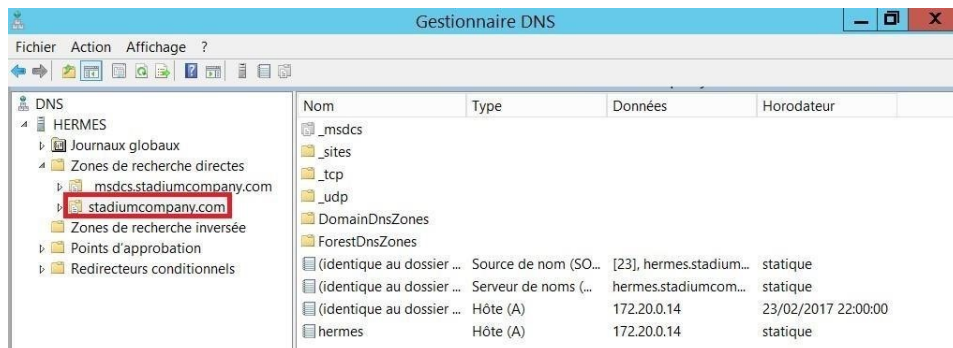 Gestionnaire DNS
Fichier Action Affichage ?
DNS
HERMES
Journaux globaux
Zones de recherche directes
msdcs.stadiumcompany.com
stadiumcompany.com
Zones de recherche inversée
Points d'approbation
Redirecteurs conditionnels
Nom Type Données Horodateur
_msdcs
_sites
_tcp
_udp
DomainDnsZones
ForestDnsZones
(identique au dossier ... Source de nom (SO... [23], hermes.stadium... statique
(identique au dossier ... Serveur de noms (... hermes.stadiumcom... statique
(identique au dossier ... Hôte (A) 172.20.0.14 23/02/2017 22:00:00
hermes Hôte (A) 172.20.0.14 statique